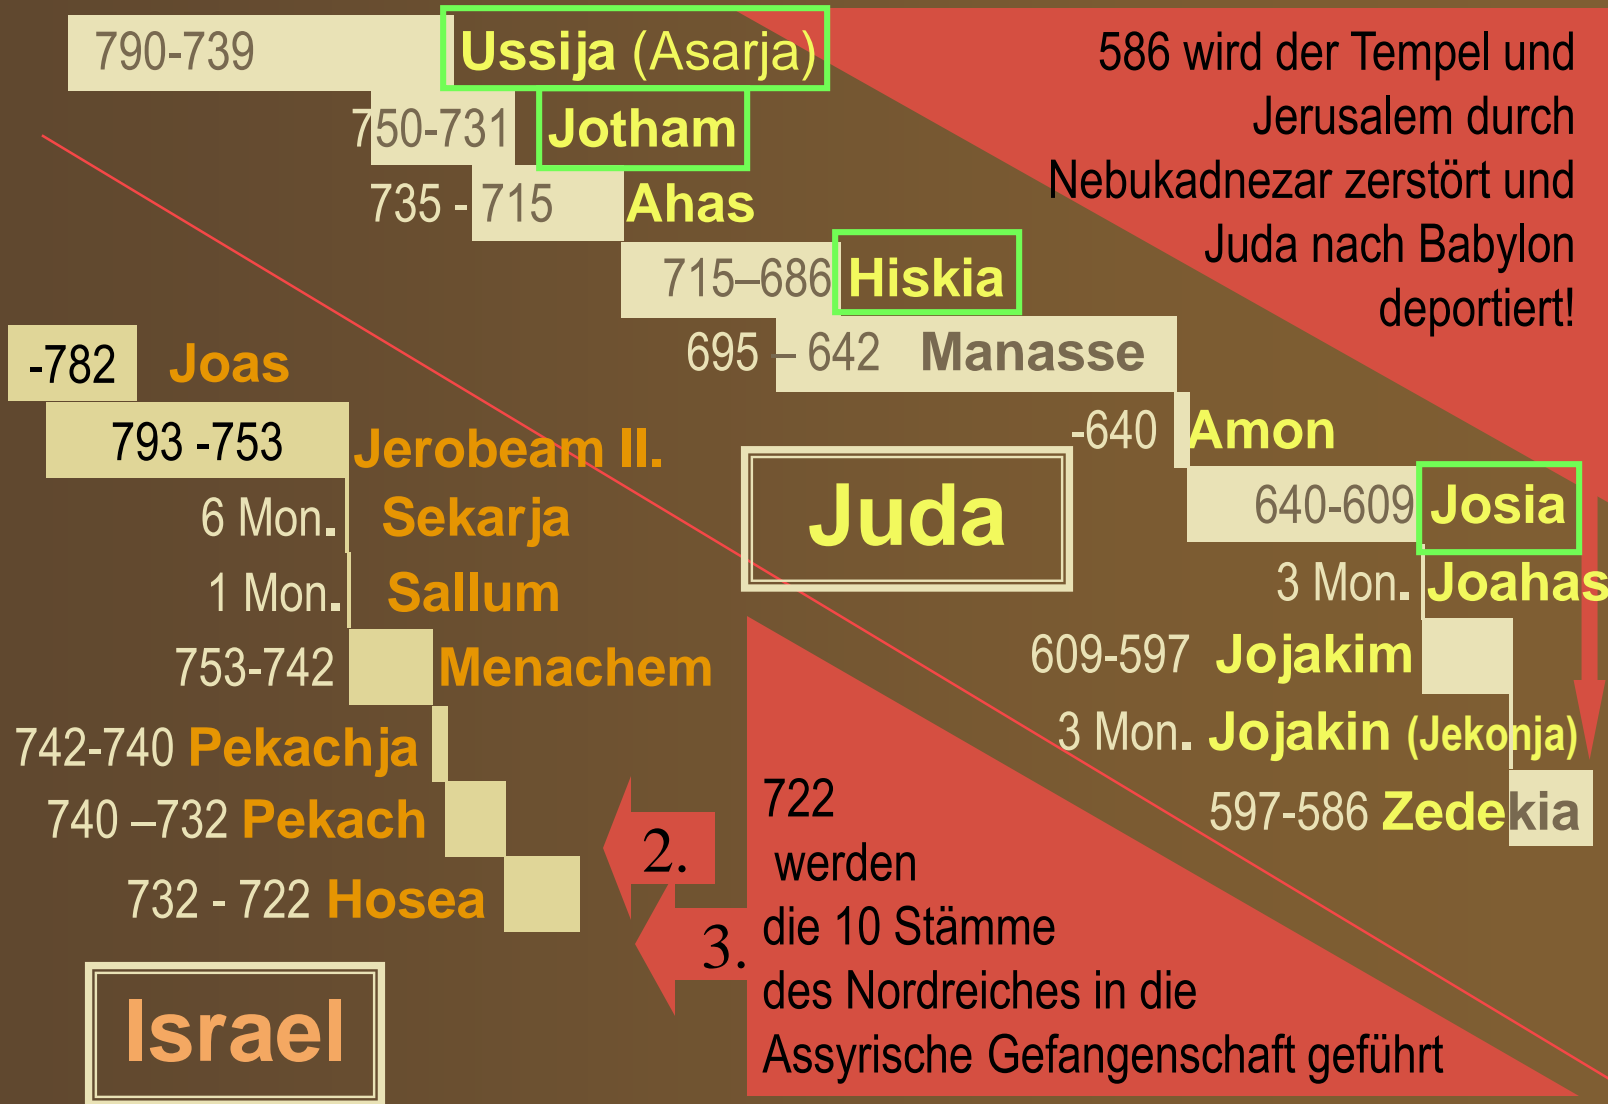 790-739 Ussija (Asarja)
750-731 Jotham
735 - 715 Ahas
715–686 Hiskia
695 – 642 Manasse
-640 Amon
640-609 Josia
3 Mon. Joahas
609-597 Jojakim
3 Mon. Jojakin (Jekonja)
597-586 Zedekia
Juda
586 wird der Tempel und
Jerusalem durch
Nebukadnezar zerstört und
Juda nach Babylon
deportiert!
-782 Joas
793 -753 Jerobeam II.
6 Mon. Sekarja
1 Mon. Sallum
753-742 Menachem
742-740 Pekachja
740 –732 Pekach
732 - 722 Hosea
Israel
2.
3.
722
werden
die 10 Stämme
des Nordreiches in die
Assyrische Gefangenschaft geführt